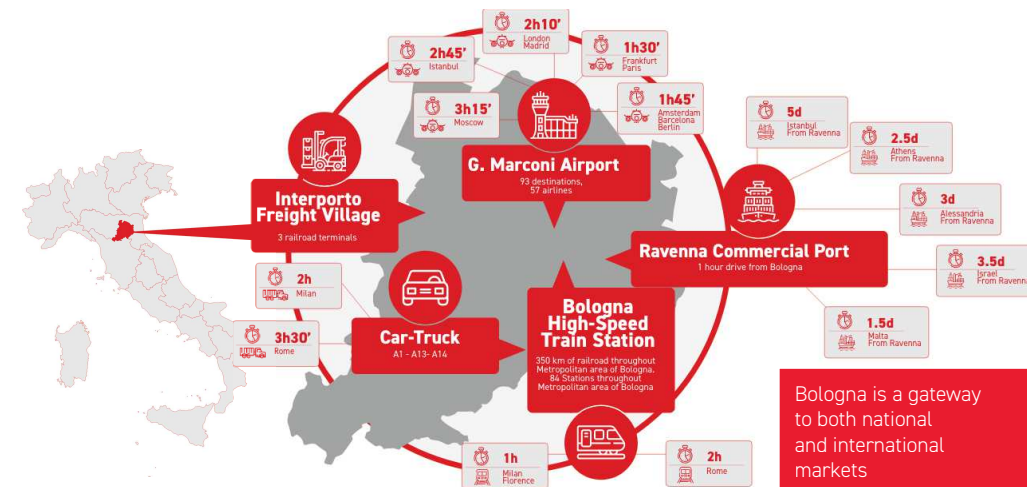 2h10’
London
Madrid
2h45’
Istanbul
1h30’
Frankfurt
Paris
3h15’
Moscow
1h45’
Amsterdam
Barcelona
Berlin
G. Marconi Airport
93 destinations,
57 airlines
Interporto
Freight Village
3 railroad terminals
5d
Istanbul
From Ravenna
2.5d
Athens
From Ravenna
3d
Alessandria
From Ravenna
3.5d
Israel
From Ravenna
1.5d
Malta
From Ravenna
Ravenna Commercial Port
1 hour drive from Bologna
2h
Milan
3h30’
Rome
Car-Truck
A1 - A13- A14
Bologna
High-Speed
Train Station
350 km of railroad throughout
Metropolitan area of Bologna.
84 Stations throughout
Metropolitan area of Bologna
1h
Milan
Florence
2h
Rome
Bologna is a gateway
to both national
and international
markets